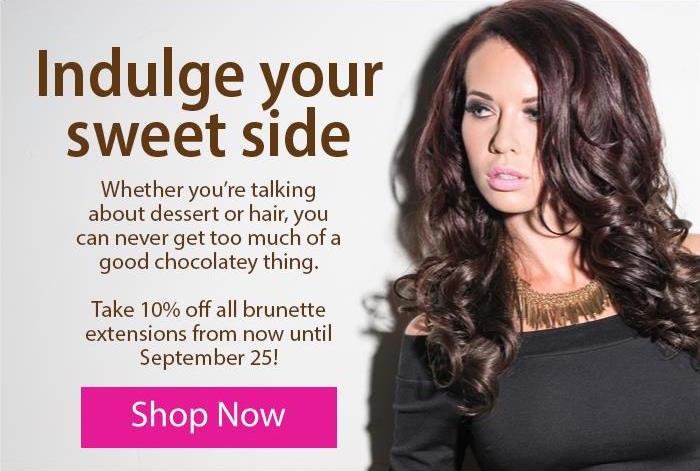 Indulge your
sweet side
Whether you’re talking
about dessert or hair, you
can never get too much of a
good chocolatey thing.
Take 10% off all brunette
extensions from now until
September 25!
Shop Now